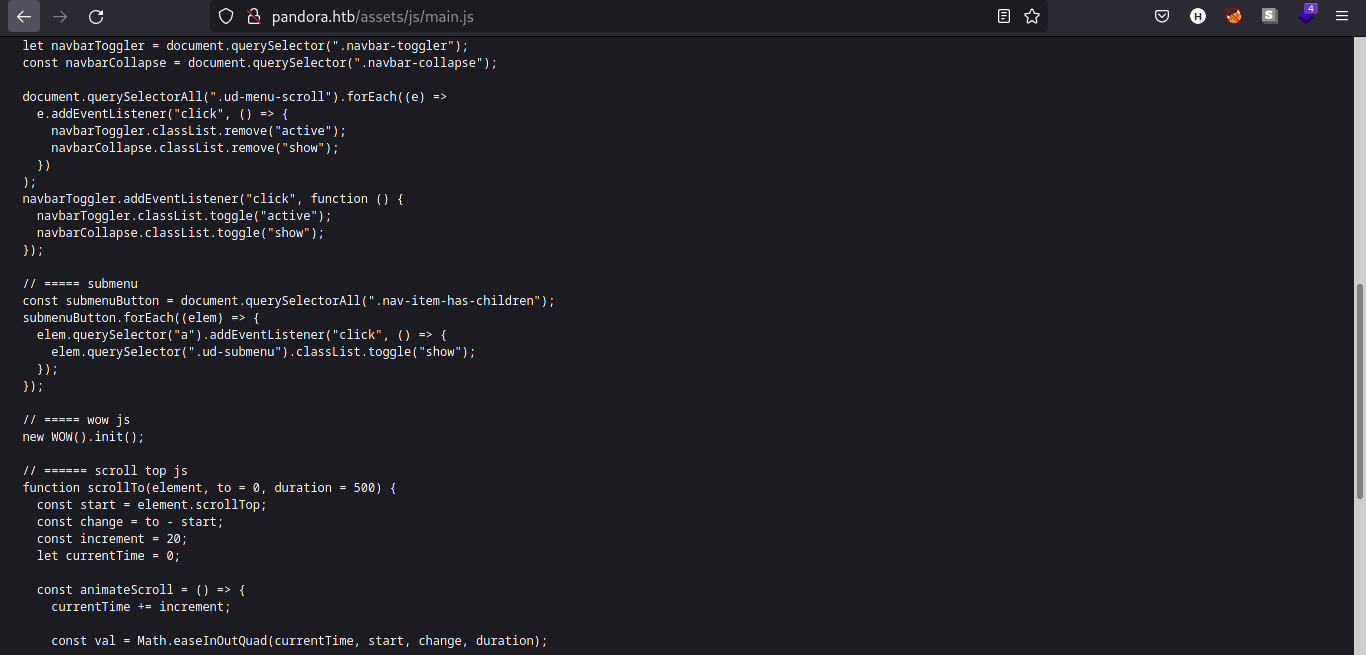 pandora.htb/assets/js/main.js
H
S
4
let navbarToggler = document.querySelector(".navbar-toggler");
const navbarCollapse = document.querySelector(".navbar-collapse");

document.querySelectorAll(".ud-menu-scroll").forEach((e) =>
  e.addEventListener("click", () => {
    navbarToggler.classList.remove("active");
    navbarCollapse.classList.remove("show");
  })
);
navbarToggler.addEventListener("click", function () {
  navbarToggler.classList.toggle("active");
  navbarCollapse.classList.toggle("show");
});

// ===== submenu
const submenuButton = document.querySelectorAll(".nav-item-has-children");
submenuButton.forEach((elem) => {
  elem.querySelector("a").addEventListener("click", () => {
    elem.querySelector(".ud-submenu").classList.toggle("show");
  });
});

// ===== wow js
new WOW().init();

// ====== scroll top js
function scrollTo(element, to = 0, duration = 500) {
  const start = element.scrollTop;
  const change = to - start;
  const increment = 20;
  let currentTime = 0;

  const animateScroll = () => {
    currentTime += increment;

    const val = Math.easeInOutQuad(currentTime, start, change, duration);